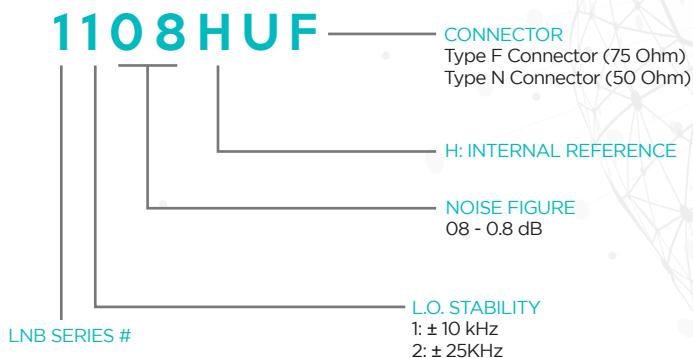 1108HUF
CONNECTOR
Type F Connector (75 Ohm)
Type N Connector (50 Ohm)
H: INTERNAL REFERENCE
NOISE FIGURE
08 - 0.8 dB
L.O. STABILITY
1: ± 10 kHz
2: ± 25KHz
LNB SERIES #